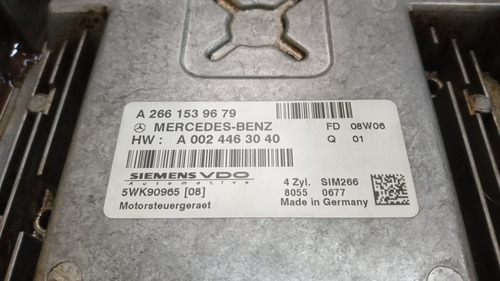 A 266 153 96 79
MERCEDES-BENZ FD 08W06
HW : A 002 446 30 40 Q 01
SIEMENS VDO
Automotive 4 Zyl. SIM266
5WK90965 [08] 8055 0677
Motorsteuergeraet Made in Germany